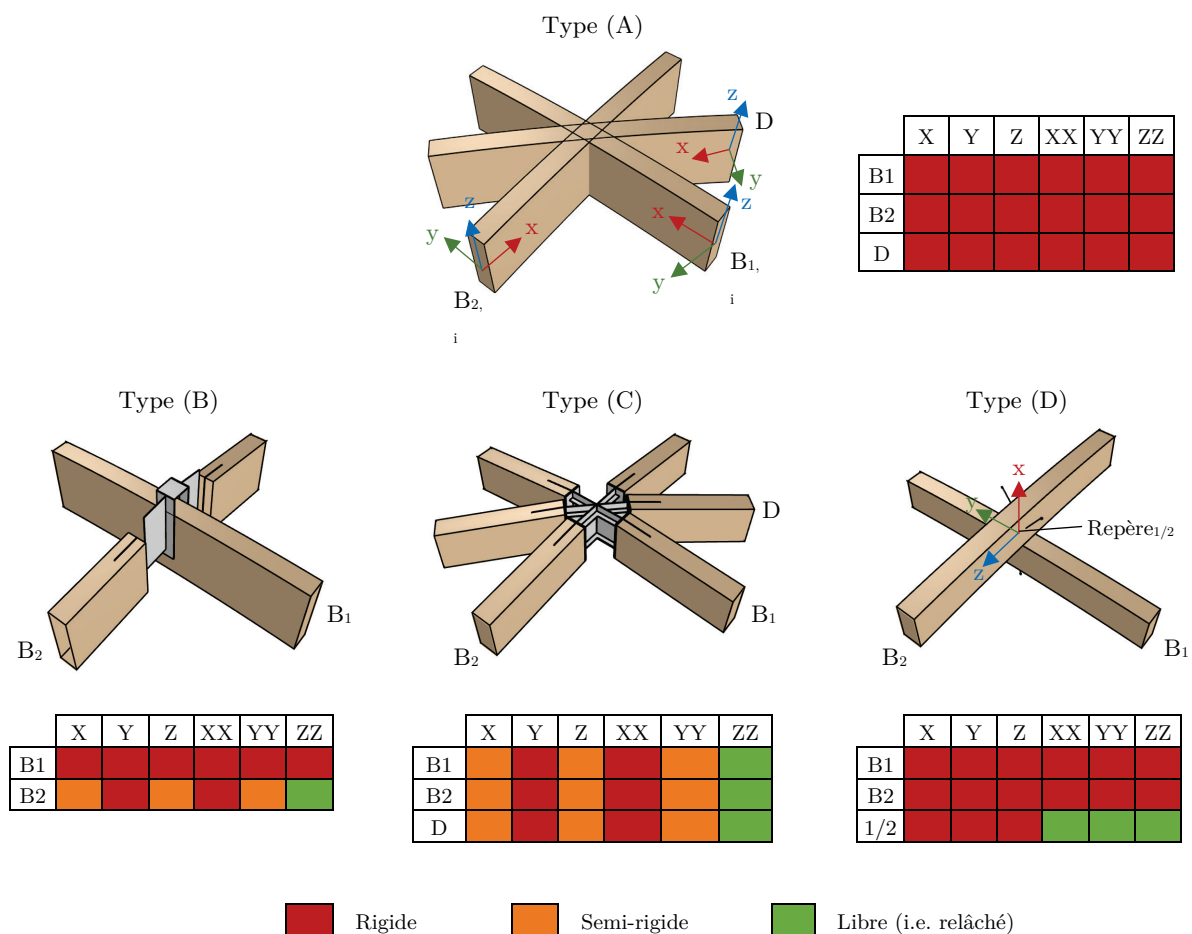 Type (A)
z
D
x
y
z
x
y
B1,
i
z
y
x
B2,
i
X Y Z XX YY ZZ
B1
B2
D
Type (B)
B1
B2
X Y Z XX YY ZZ
B1
B2
Type (C)
D
B1
B2
X Y Z XX YY ZZ
B1
B2
D
Type (D)
x
y
z
Repère1/2
B2
B1
X Y Z XX YY ZZ
B1
B2
1/2
Rigide
Semi-rigide
Libre (i.e. relâché)